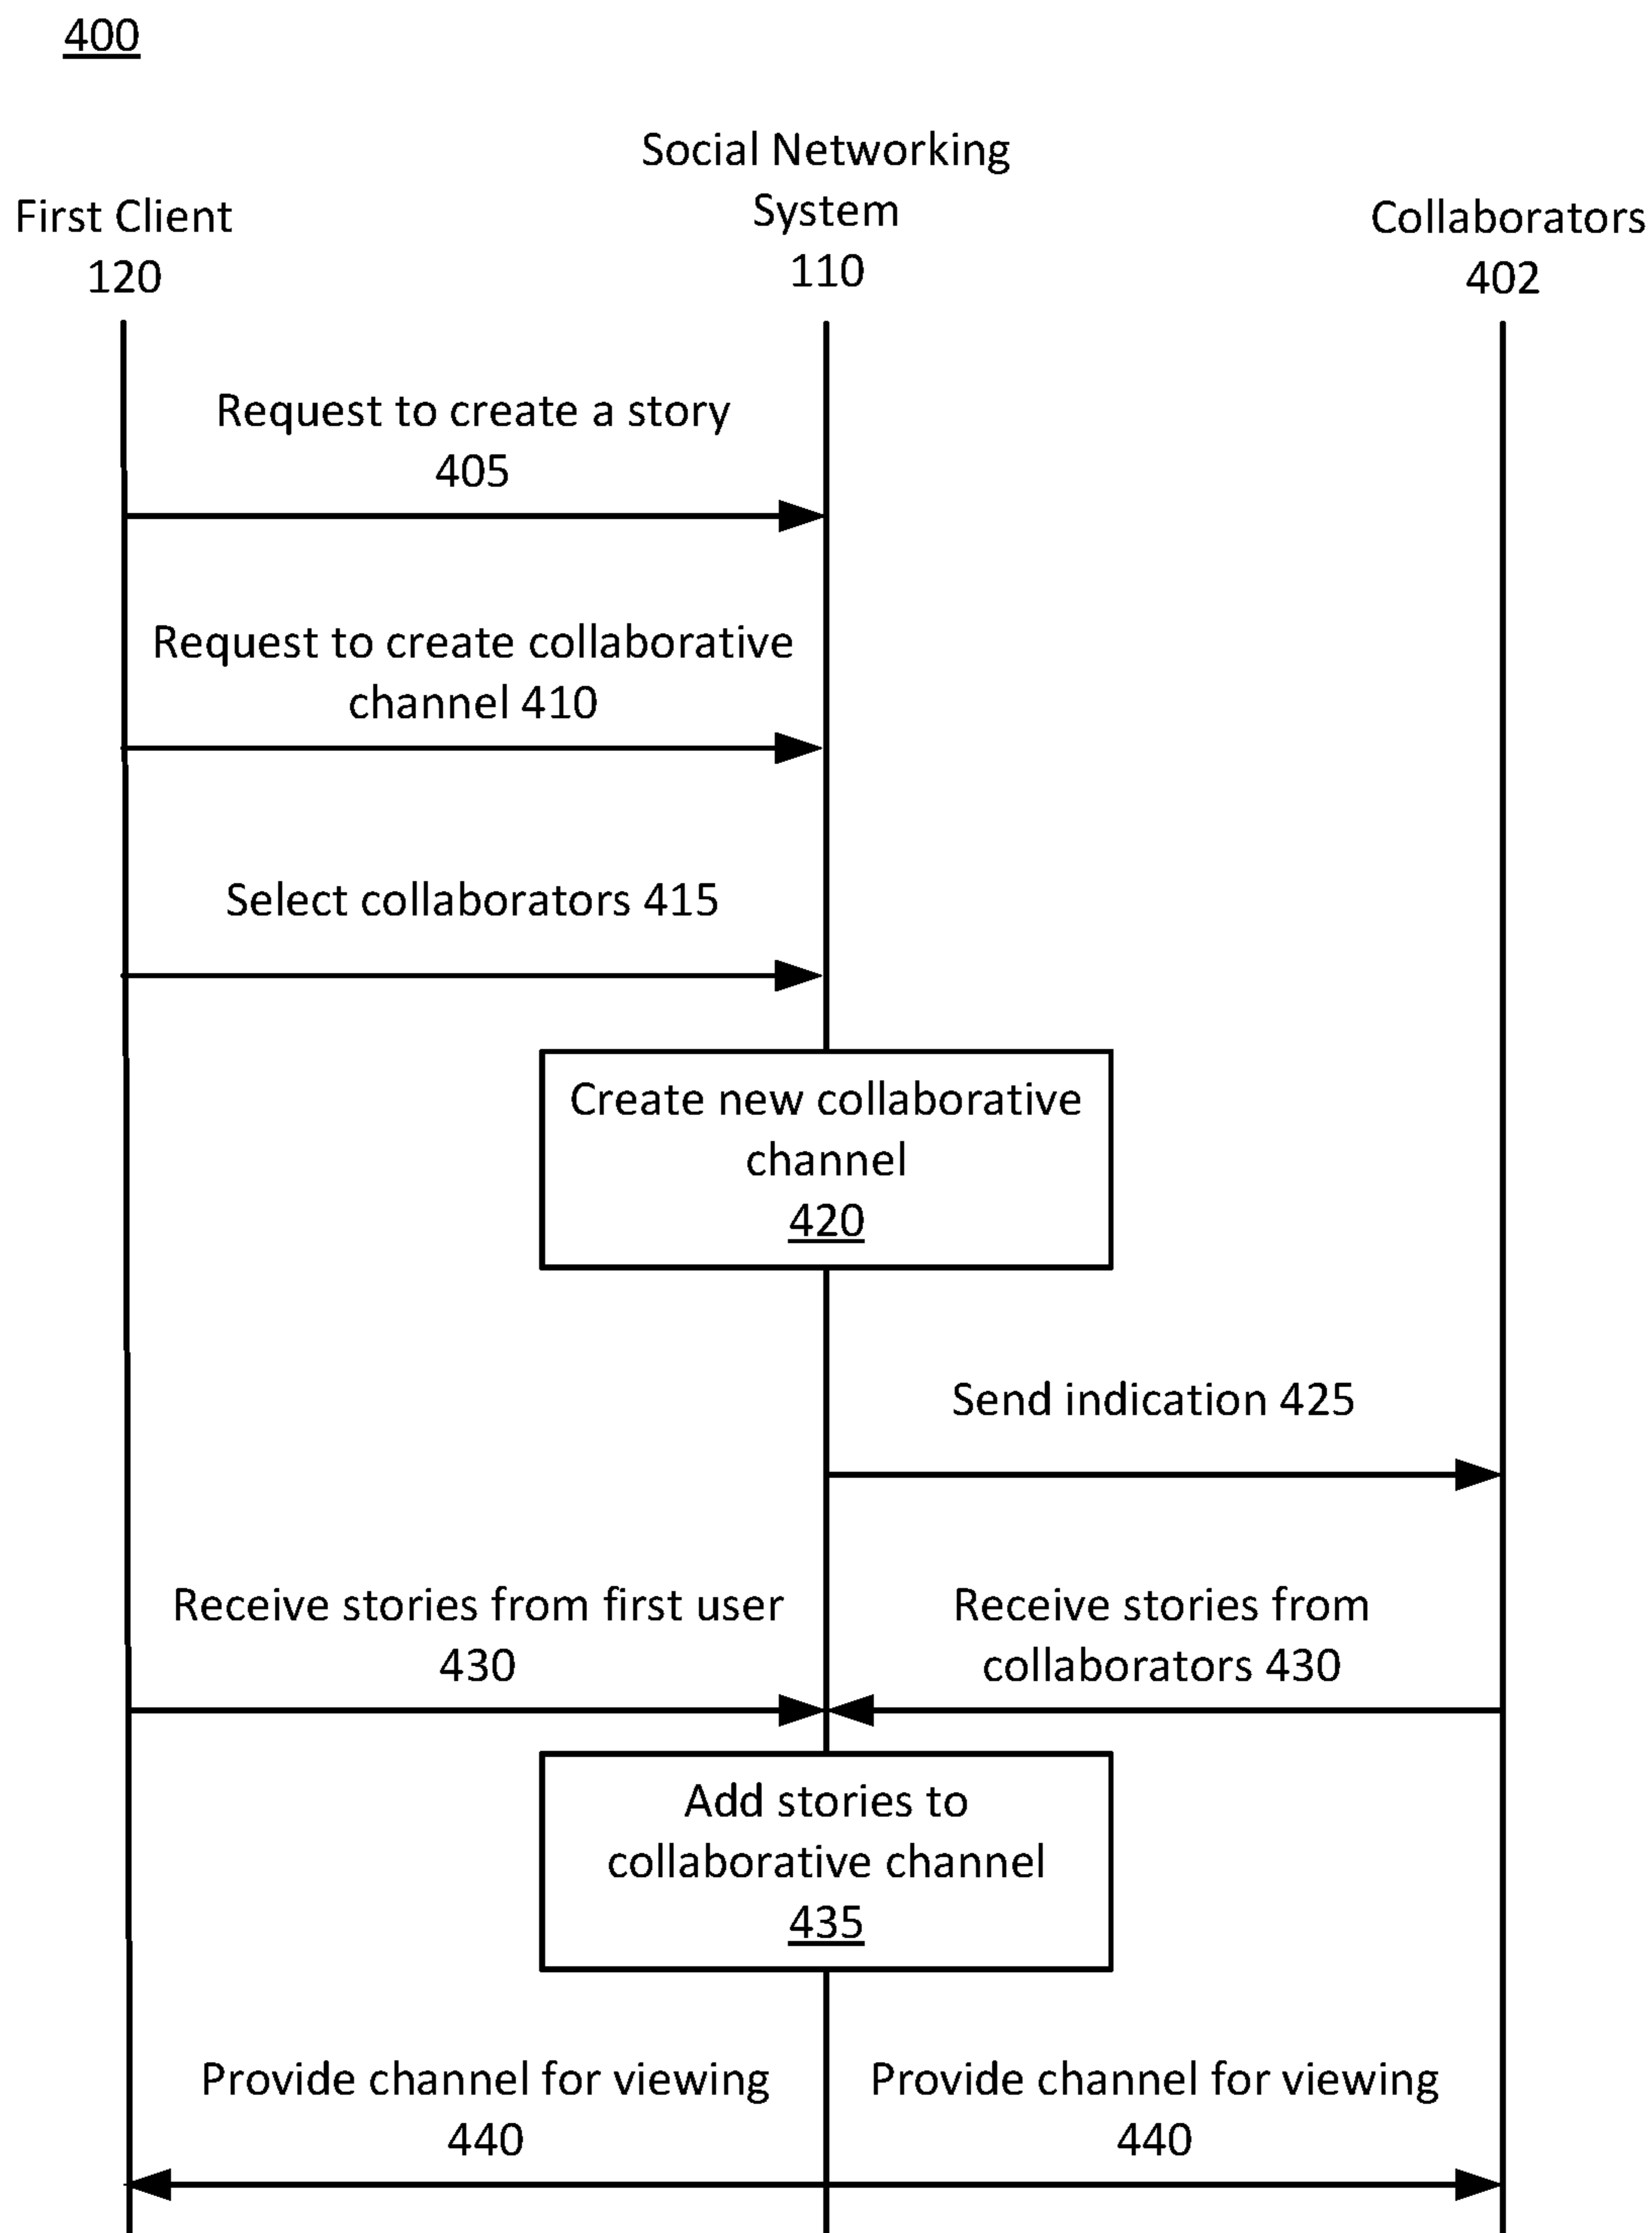 400
Social Networking
System
110
First Client
120
Collaborators
402
Request to create a story
405
Request to create collaborative
channel 410
Select collaborators 415
Create new collaborative
channel
420
Send indication 425
Receive stories from first user
430
Receive stories from
collaborators 430
Add stories to
collaborative channel
435
Provide channel for viewing
440
Provide channel for viewing
440